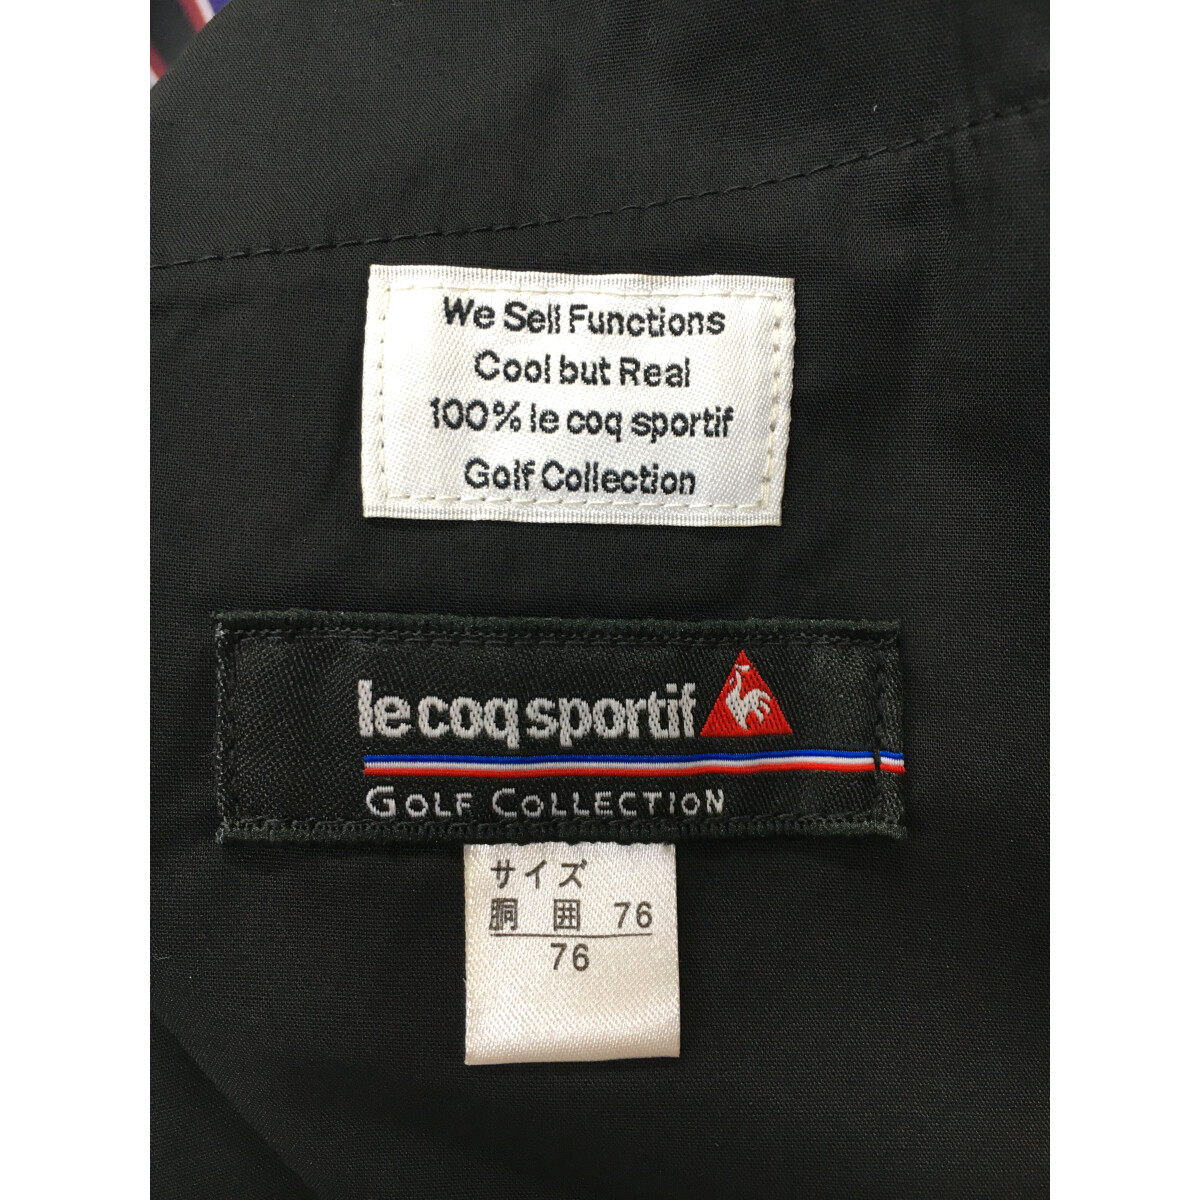 We Sell Functions
Cool but Real
100% le coq sportif
Golf Collection
le coq sportif
GOLF COLLECTION
サイズ
胴囲 76
76